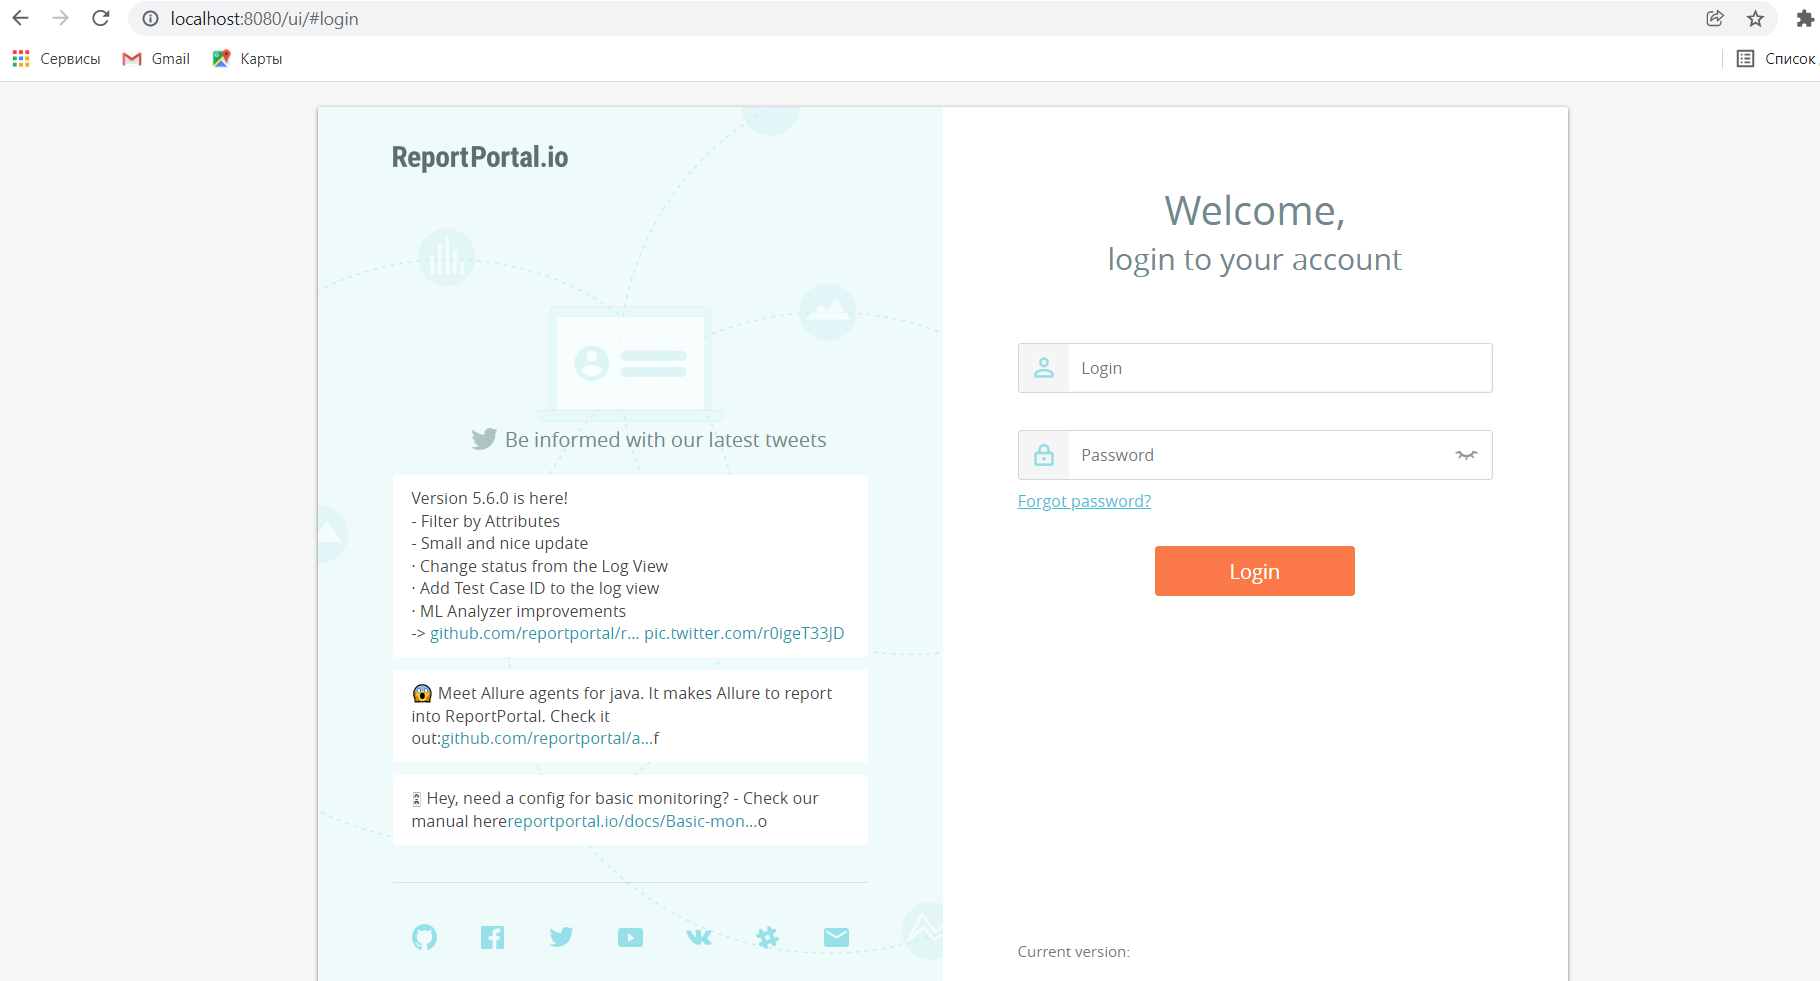 localhost:8080/ui/#login
Сервисы
Gmail
Карты
Список
ReportPortal.io
Be informed with our latest tweets
Version 5.6.0 is here!
- Filter by Attributes
- Small and nice update
· Change status from the Log View
· Add Test Case ID to the log view
· ML Analyzer improvements
-> github.com/reportportal/r... pic.twitter.com/r0igeT33JD
😱 Meet Allure agents for java. It makes Allure to report
into ReportPortal. Check it
out:github.com/reportportal/a...f
Hey, need a config for basic monitoring? - Check our
manual herereportportal.io/docs/Basic-mon...o
Welcome,
login to your account
Login
Password
Forgot password?
Login
Current version: